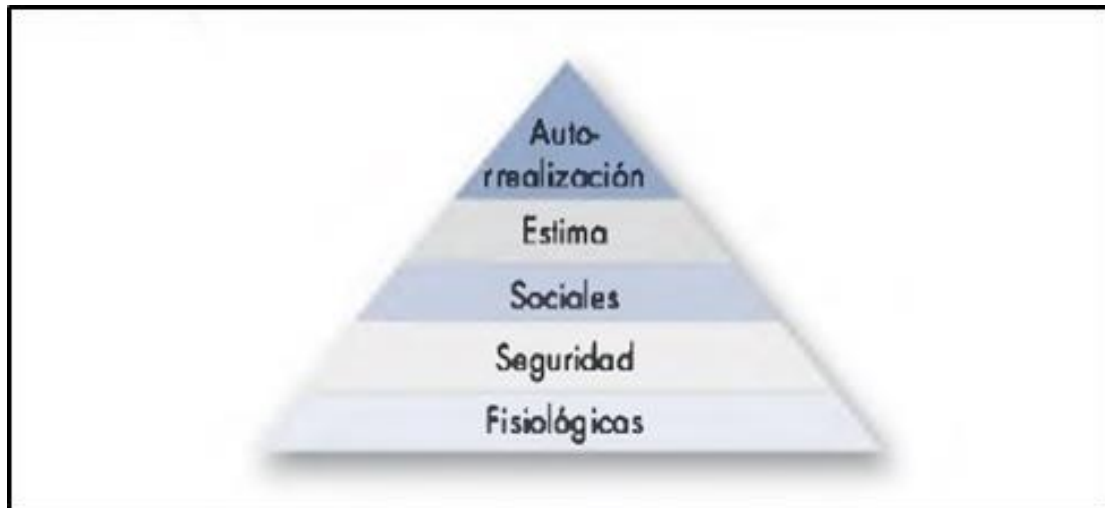 Auto-
rrealización
Estima
Sociales
Seguridad
Fisiológicas